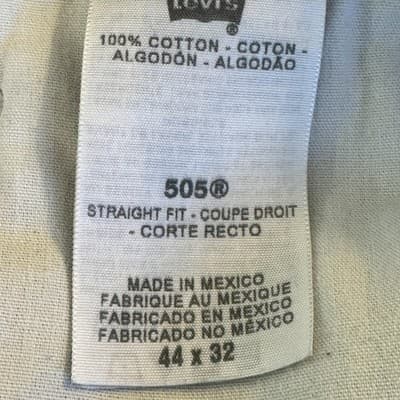 Levi's
®
100% COTTON - COTON -
ALGODÓN - ALGODÃO
505®
STRAIGHT FIT - COUPE DROIT
- CORTE RECTO
MADE IN MEXICO
FABRIQUE AU MEXIQUE
FABRICADO EN MEXICO
FABRICADO NO MÉXICO
44 x 32